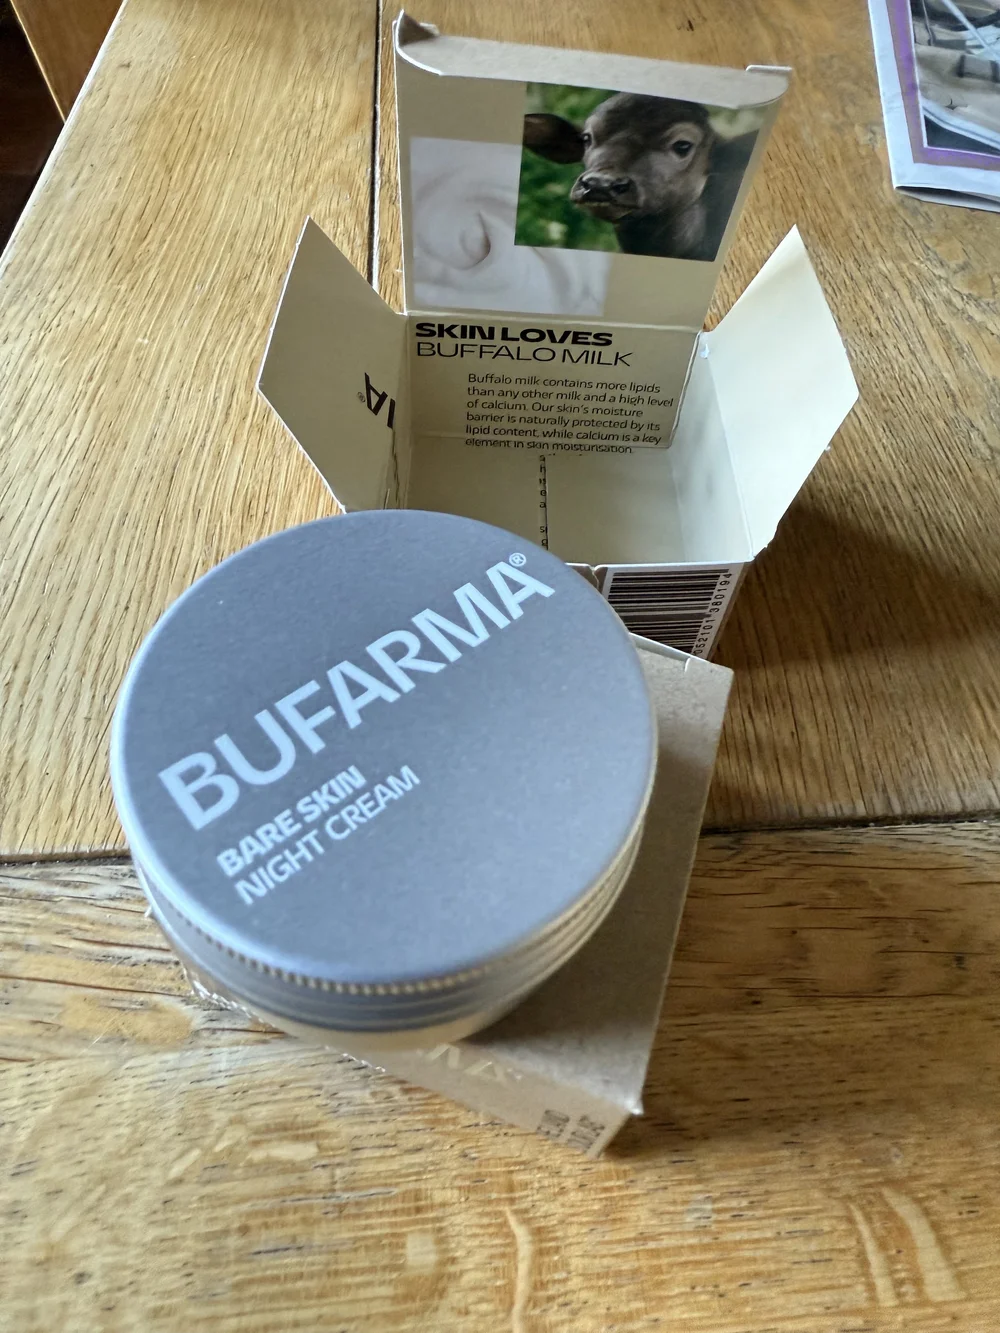 SKIN LOVES
BUFFALO MILK
Buffalo milk contains more lipids
than any other milk and a high level
of calcium. Our skin's moisture
barrier is naturally protected by its
lipid content, while calcium is a key
element in skin moisturisation.
BUFARMA®
BARE SKIN
NIGHT CREAM